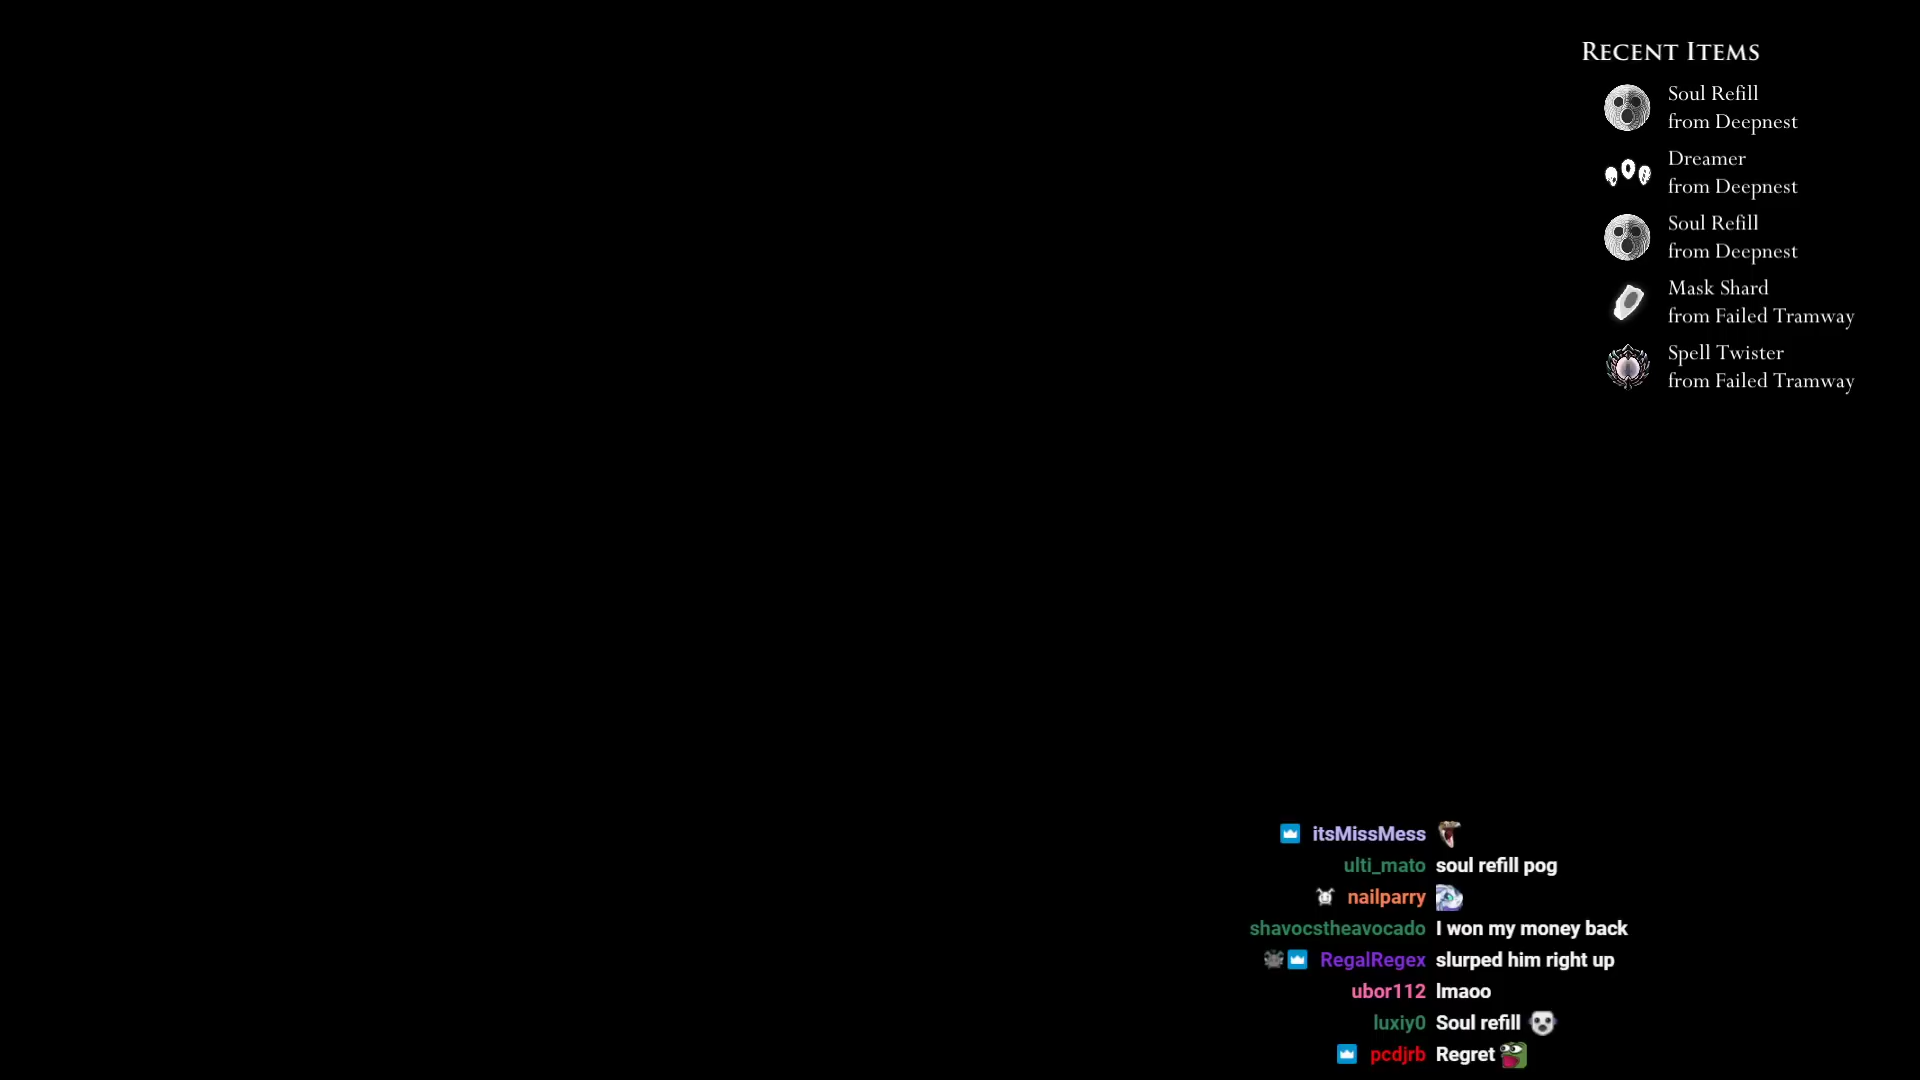 Recent Items
Soul Refill
from Deepnest
Dreamer
from Deepnest
Soul Refill
from Deepnest
Mask Shard
from Failed Tramway
Spell Twister
from Failed Tramway
itsMissMess
ulti_mato soul refill pog
nailparry
shavocstheavocado I won my money back
RegalRegex slurped him right up
ubor112 lmaoo
luxiy0 Soul refill
pcdjrb Regret